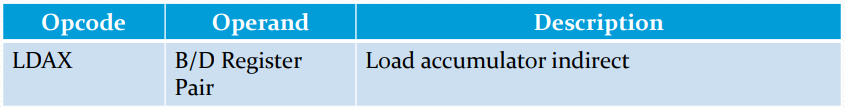 Opcode Operand Description
LDAX B/D Register Load accumulator indirect
Pair